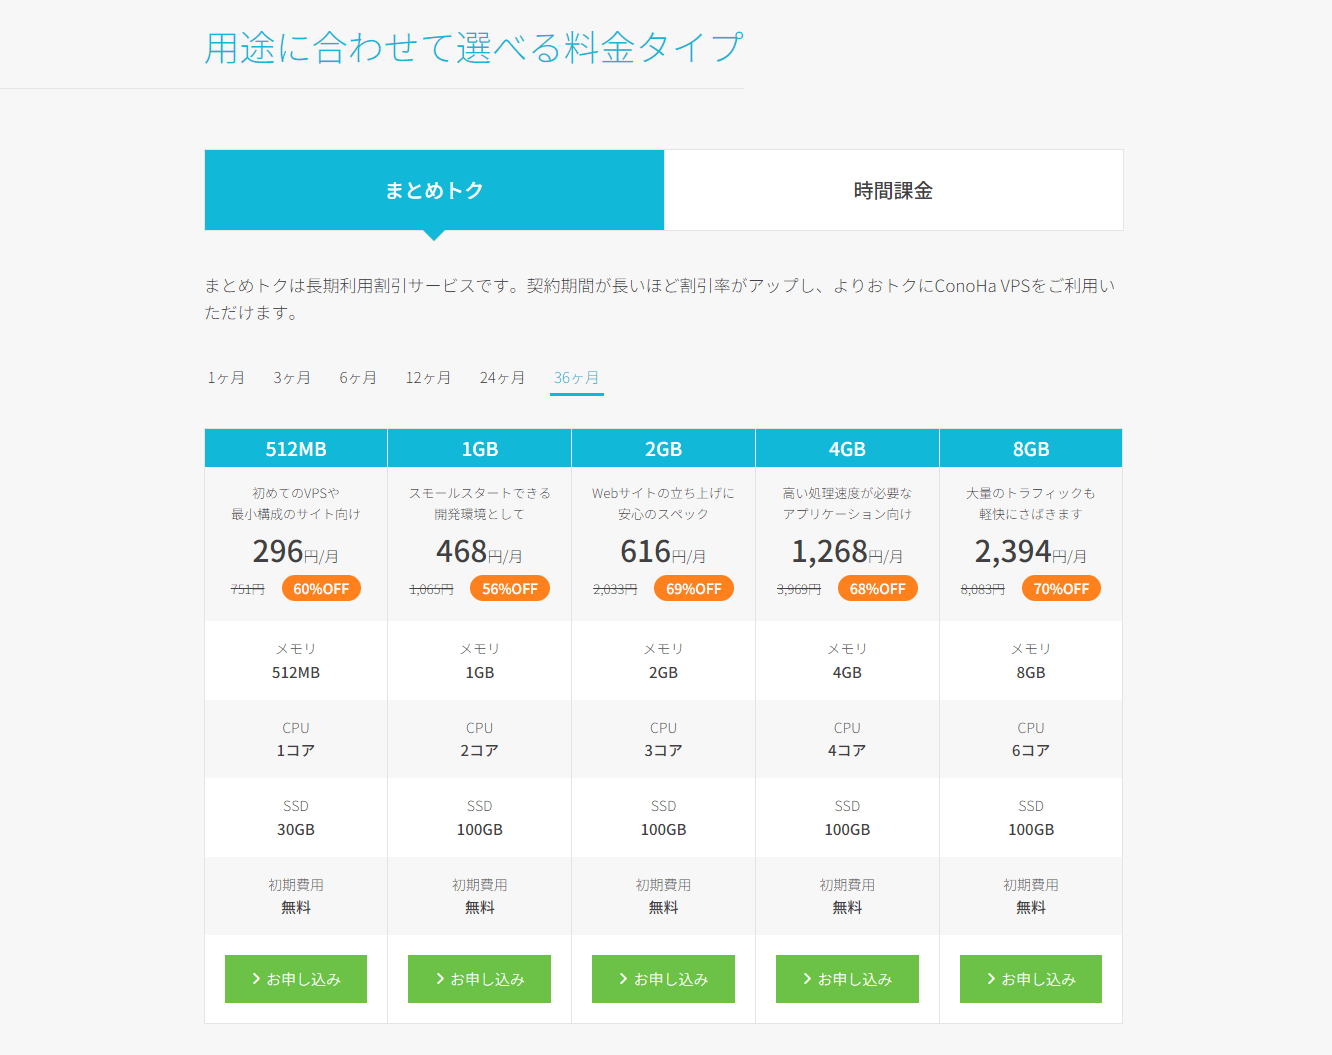 用途に合わせて選べる料金タイプ
まとめトク
時間課金
まとめトクは長期利用割引サービスです。契約期間が長いほど割引率がアップし、よりおトクにConoHa VPSをご利用い
ただけます。
1ヶ月 3ヶ月 6ヶ月 12ヶ月 24ヶ月 36ヶ月
512MB 1GB 2GB 4GB 8GB
初めてのVPSや スモールスタートできる Webサイトの立ち上げに 高い処理速度が必要な 大量のトラフィックも
最小構成のサイト向け 開発環境として 安心のスペック アプリケーション向け 軽快にさばきます
296円/月 468円/月 616円/月 1,268円/月 2,394円/月
751円 60%OFF 1,065円 56%OFF 2,033円 69%OFF 3,969円 68%OFF 8,083円 70%OFF
メモリ メモリ メモリ メモリ メモリ
512MB 1GB 2GB 4GB 8GB
CPU CPU CPU CPU CPU
1コア 2コア 3コア 4コア 6コア
SSD SSD SSD SSD SSD
30GB 100GB 100GB 100GB 100GB
初期費用 初期費用 初期費用 初期費用 初期費用
無料 無料 無料 無料 無料
お申し込み お申し込み お申し込み お申し込み お申し込み